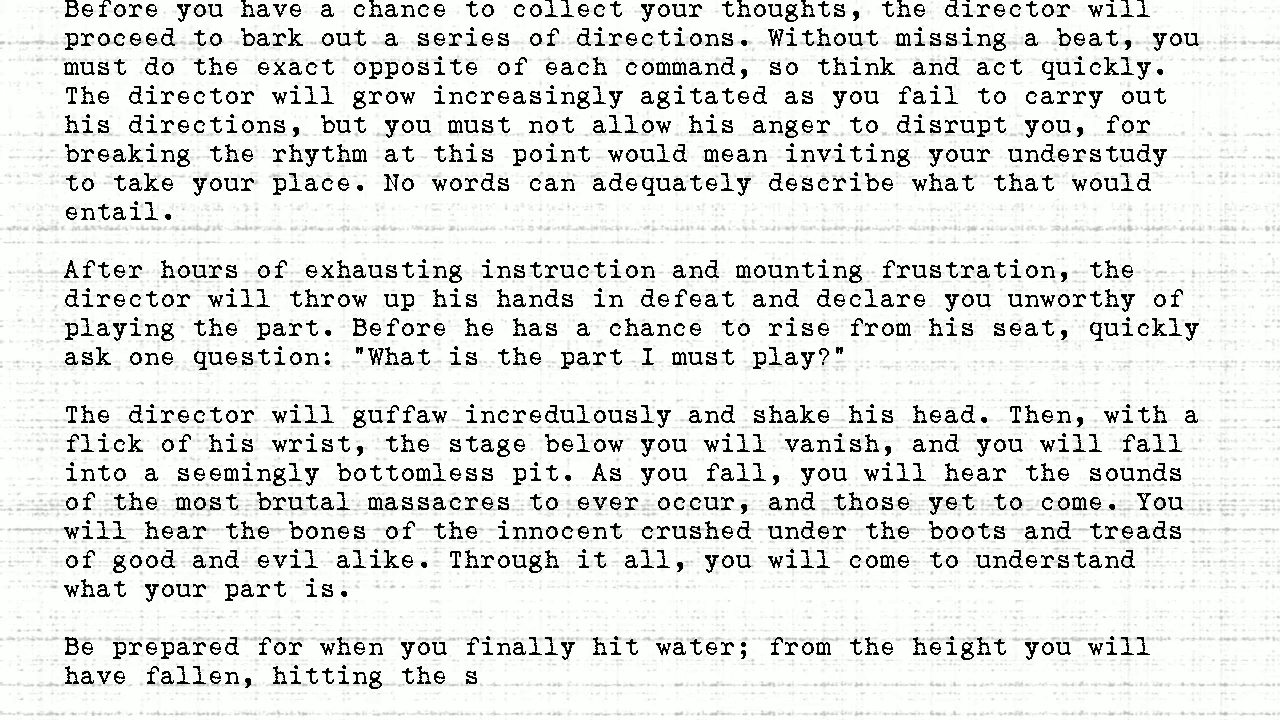 Before you have a chance to collect your thoughts, the director will
proceed to bark out a series of directions. Without missing a beat, you
must do the exact opposite of each command, so think and act quickly.
The director will grow increasingly agitated as you fail to carry out
his directions, but you must not allow his anger to disrupt you, for
breaking the rhythm at this point would mean inviting your understudy
to take your place. No words can adequately describe what that would
entail.
After hours of exhausting instruction and mounting frustration, the
director will throw up his hands in defeat and declare you unworthy of
playing the part. Before he has a chance to rise from his seat, quickly
ask one question: "What is the part I must play?"
The director will guffaw incredulously and shake his head. Then, with a
flick of his wrist, the stage below you will vanish, and you will fall
into a seemingly bottomless pit. As you fall, you will hear the sounds
of the most brutal massacres to ever occur, and those yet to come. You
will hear the bones of the innocent crushed under the boots and treads
of good and evil alike. Through it all, you will come to understand
what your part is.
Be prepared for when you finally hit water; from the height you will
have fallen, hitting the s